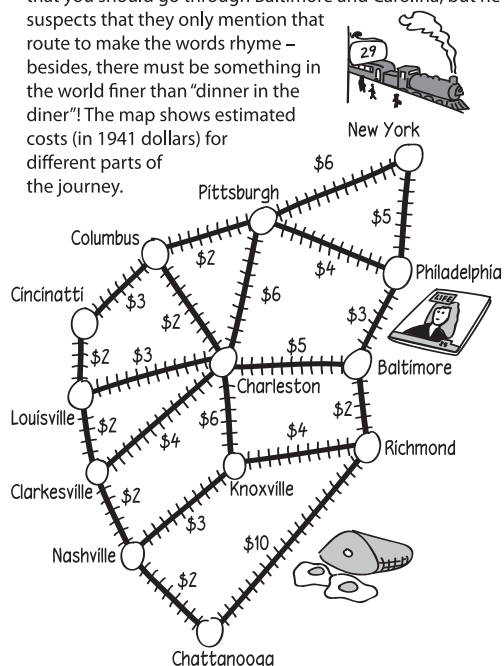 that you should go through Baltimore and Carolina, but he
suspects that they only mention that
route to make the words rhyme –
besides, there must be something in
the world finer than “dinner in the
diner”! The map shows estimated
costs (in 1941 dollars) for
different parts of
the journey.
29
New York
$6
Pittsburgh
$5
Columbus
$2
$4
Philadelphia
Cincinatti
$3
$6
LIFE
$2
$3
$2
$3
$5
Baltimore
Charleston
Louisville
$2
$6
$2
$4
$4
Richmond
Clarkesville
Knoxville
$2
$3
Nashville
$10
$2
Chattanooga